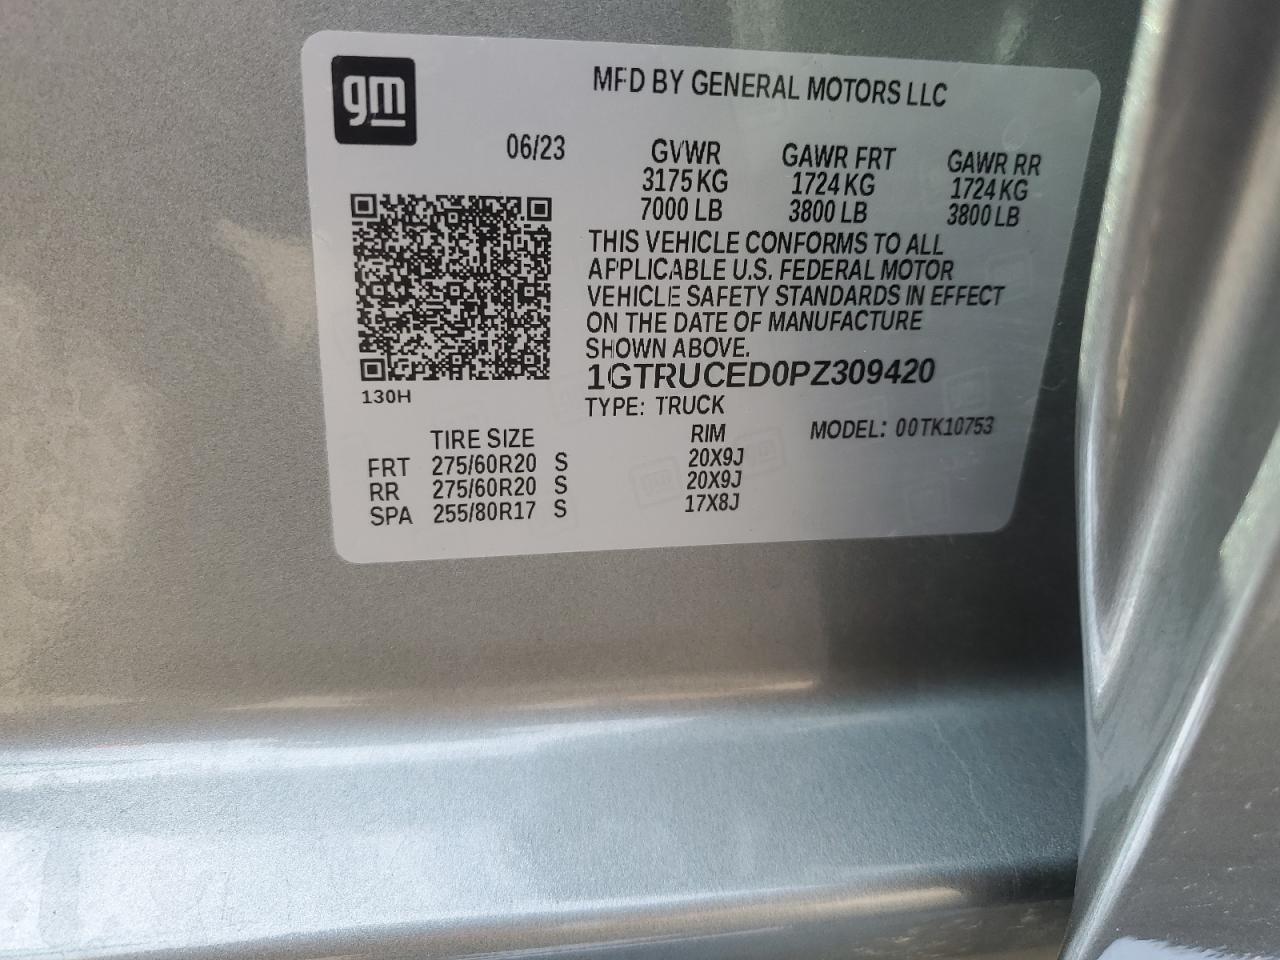 gm
MFD BY GENERAL MOTORS LLC
06/23
GVWR GAWR FRT GAWR RR
3175 KG 1724 KG 1724 KG
7000 LB 3800 LB 3800 LB
THIS VEHICLE CONFORMS TO ALL
APPLICABLE U.S. FEDERAL MOTOR
VEHICLE SAFETY STANDARDS IN EFFECT
ON THE DATE OF MANUFACTURE
SHOWN ABOVE.
1GTRUCED0PZ309420
130H
TYPE: TRUCK
TIRE SIZE RIM MODEL: 00TK10753
FRT 275/60R20 S 20X9J
RR 275/60R20 S 20X9J
SPA 255/80R17 S 17X8J